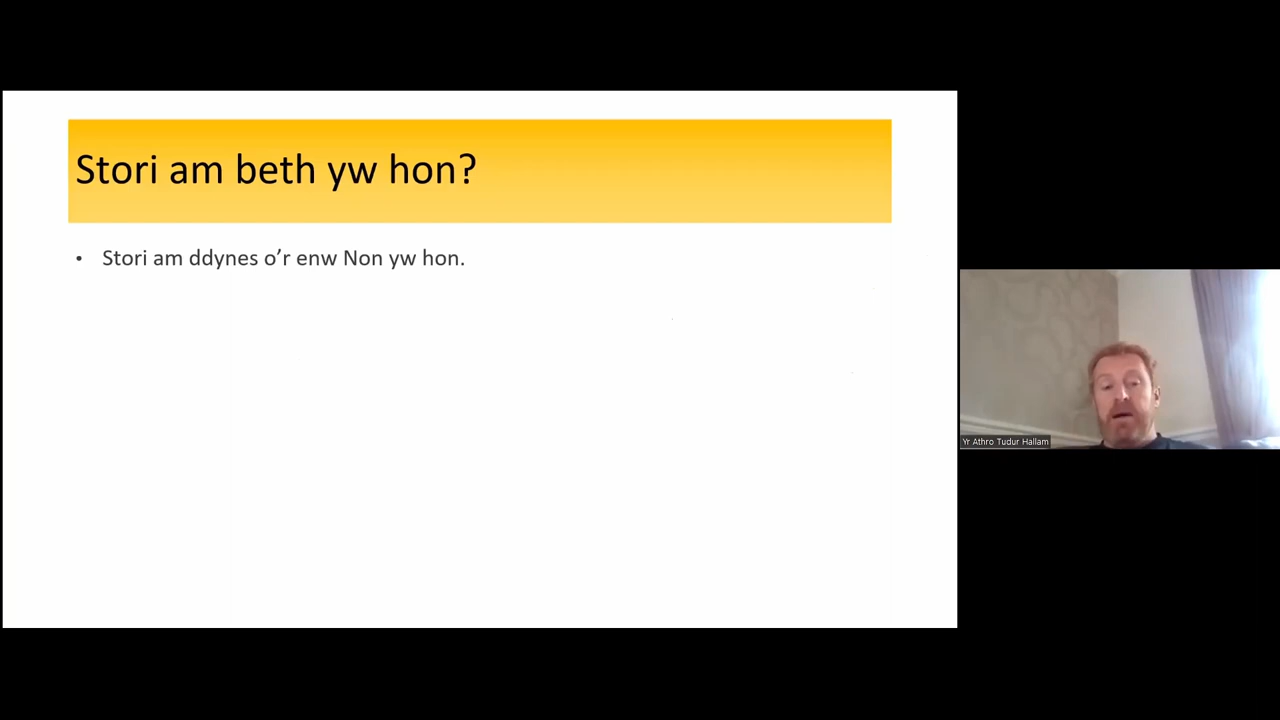 Stori am beth yw hon?
• Stori am ddynes o’r enw Non yw hon.
Yr Athro Tudur Hallam